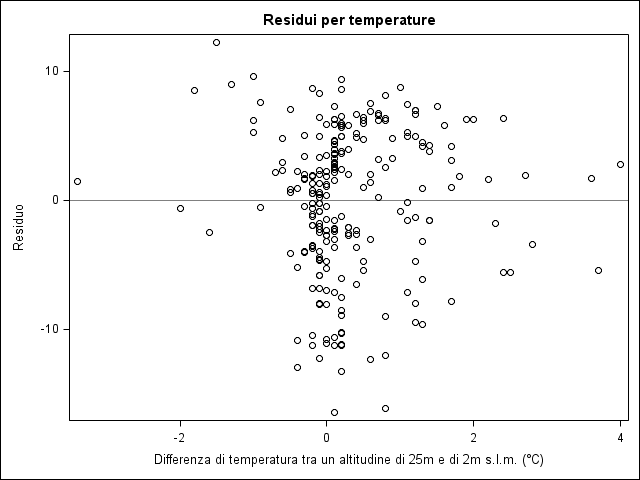 Residui per temperature
10
0
-10
Residuo
-2
0
2
4
Differenza di temperatura tra un altitudine di 25m e di 2m s.l.m. (°C)